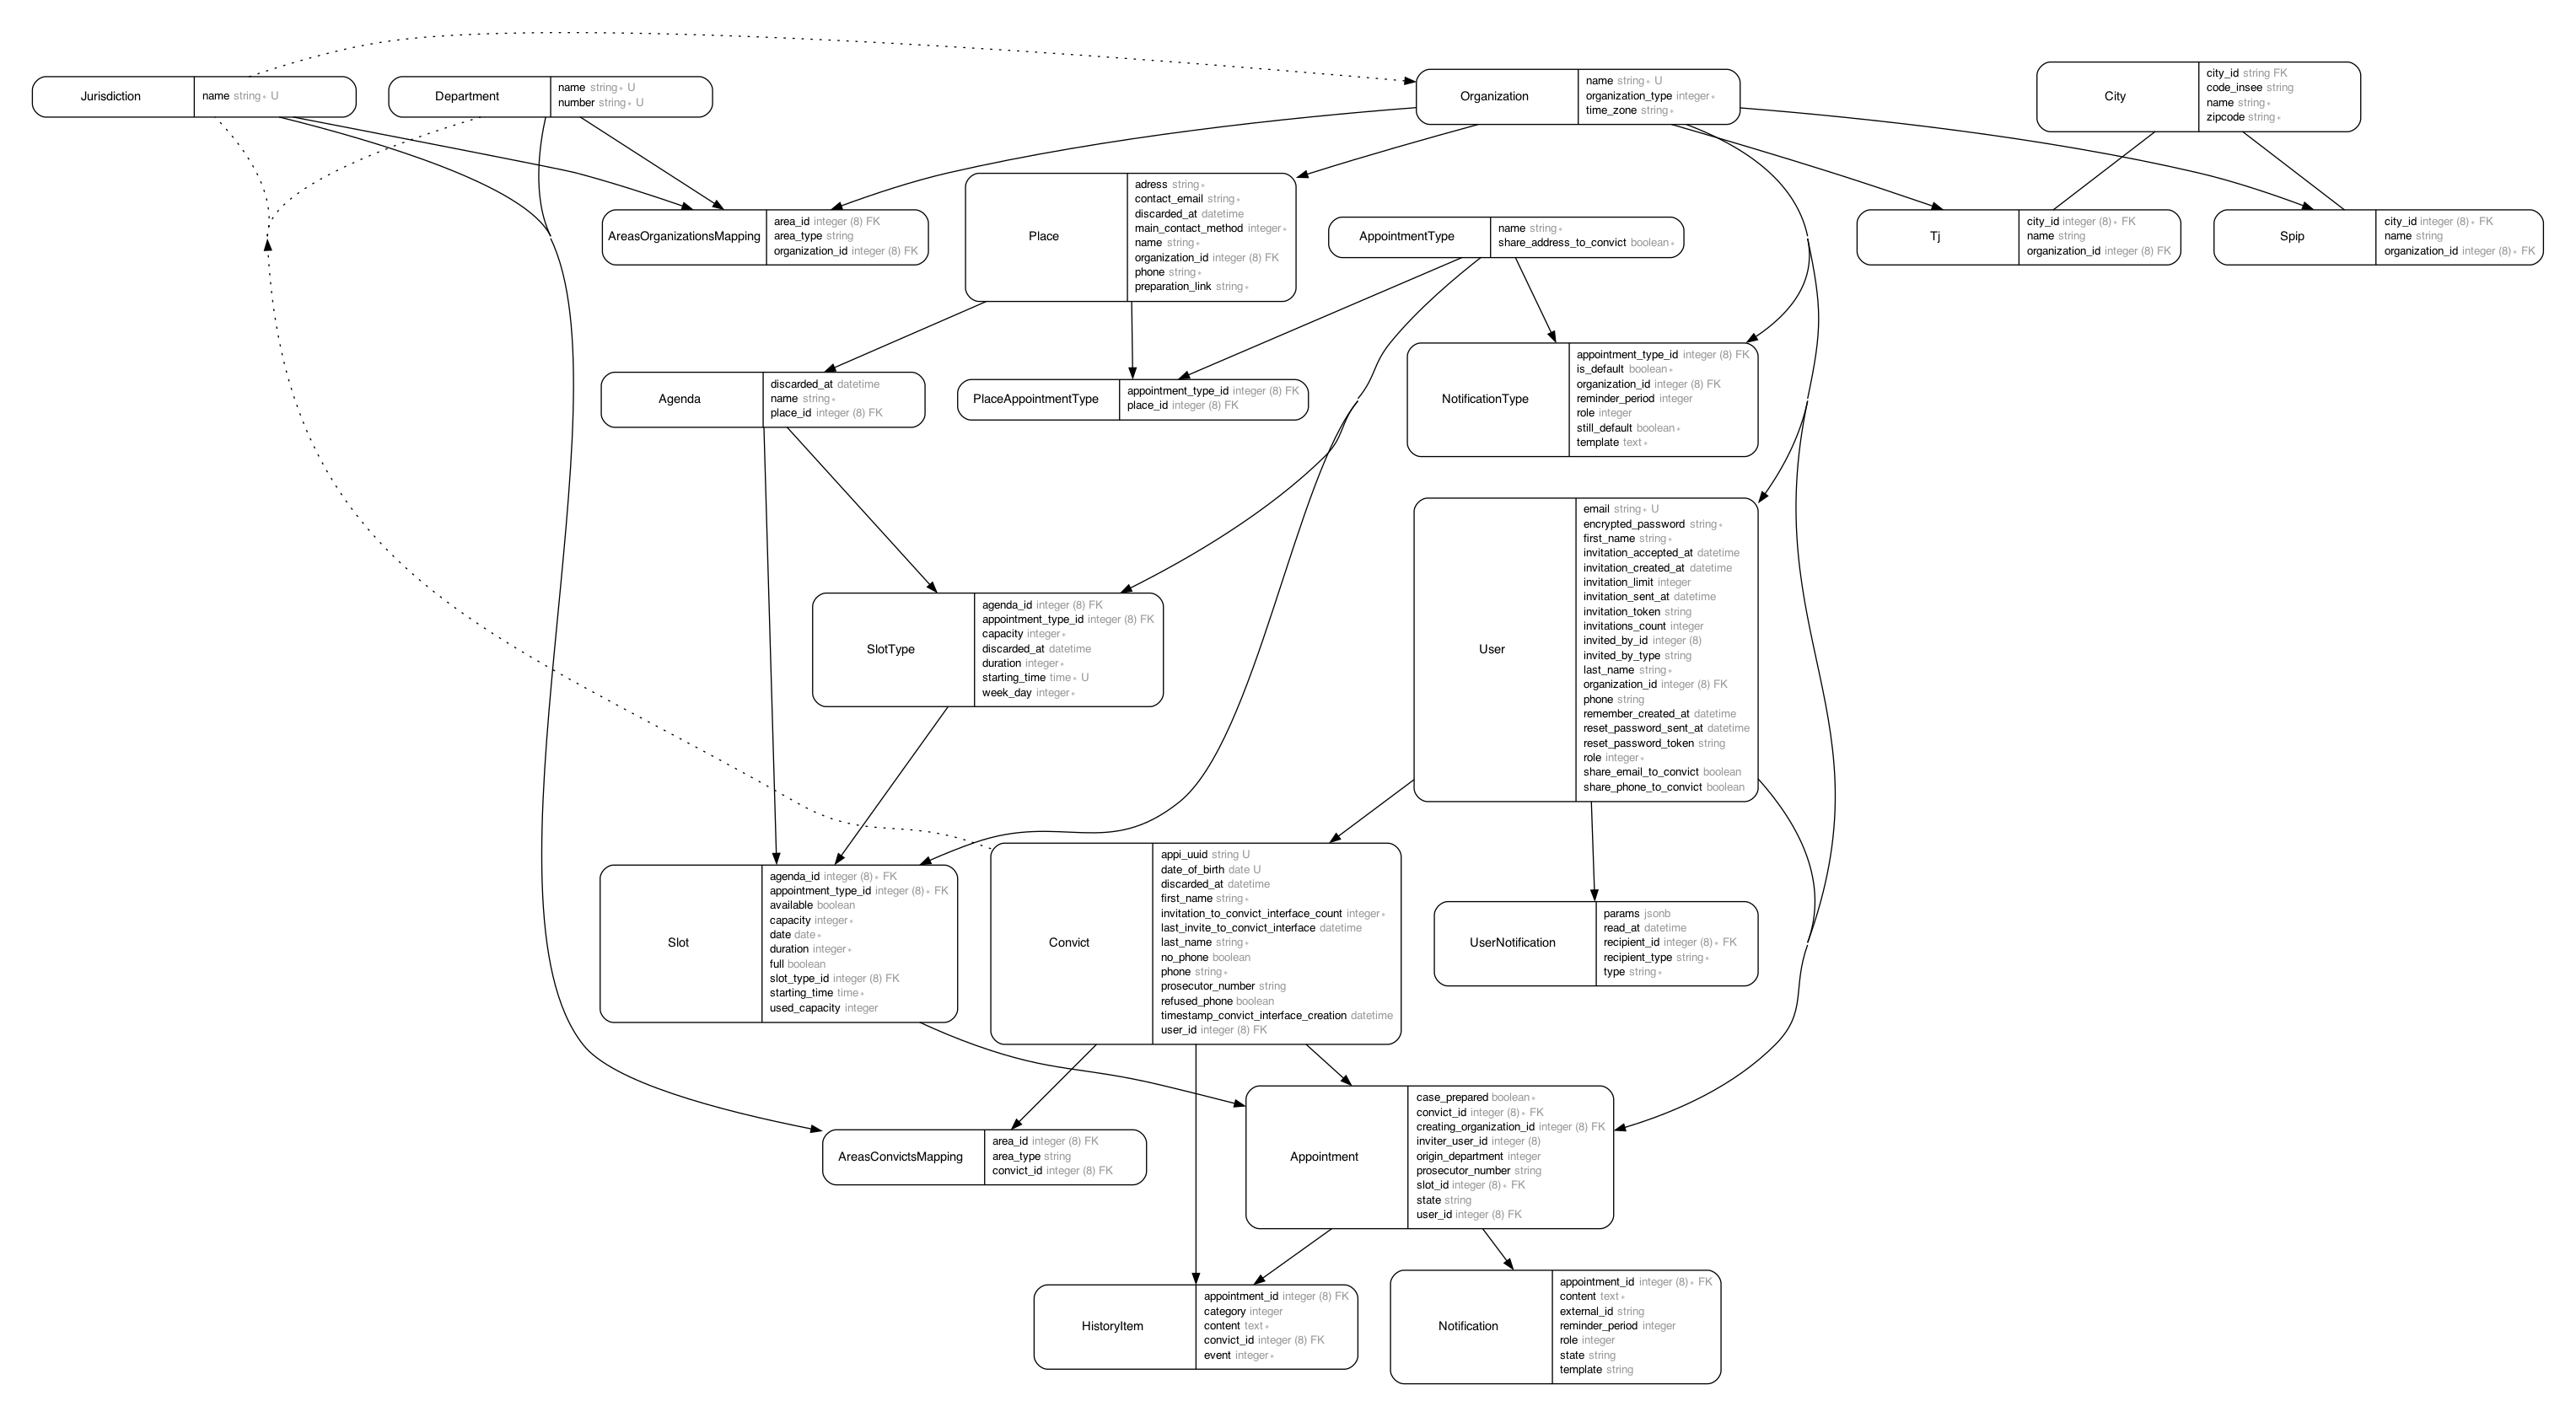 Jurisdiction
name string∗ U
Department
name string∗ U
number string∗ U
Organization
name string∗ U
organization_type integer∗
time_zone string∗
City
city_id string FK
code_insee string
name string∗
zipcode string∗
AreasOrganizationsMapping
area_id integer (8) FK
area_type string
organization_id integer (8) FK
Place
adress string∗
contact_email string∗
discarded_at datetime
main_contact_method integer∗
name string∗
organization_id integer (8) FK
phone string∗
preparation_link string∗
AppointmentType
name string∗
share_address_to_convict boolean∗
Tj
city_id integer (8)∗ FK
name string
organization_id integer (8) FK
Spip
city_id integer (8)∗ FK
name string
organization_id integer (8)∗ FK
Agenda
discarded_at datetime
name string∗
place_id integer (8) FK
PlaceAppointmentType
appointment_type_id integer (8) FK
place_id integer (8) FK
NotificationType
appointment_type_id integer (8) FK
is_default boolean∗
organization_id integer (8) FK
reminder_period integer
role integer
still_default boolean∗
template text∗
SlotType
agenda_id integer (8) FK
appointment_type_id integer (8) FK
capacity integer∗
discarded_at datetime
duration integer∗
starting_time time∗ U
week_day integer∗
User
email string∗ U
encrypted_password string∗
first_name string∗
invitation_accepted_at datetime
invitation_created_at datetime
invitation_limit integer
invitation_sent_at datetime
invitation_token string
invitations_count integer
invited_by_id integer (8)
invited_by_type string
last_name string∗
organization_id integer (8) FK
phone string
remember_created_at datetime
reset_password_sent_at datetime
reset_password_token string
role integer∗
share_email_to_convict boolean
share_phone_to_convict boolean
Slot
agenda_id integer (8)∗ FK
appointment_type_id integer (8)∗ FK
available boolean
capacity integer∗
date date∗
duration integer∗
full boolean
slot_type_id integer (8) FK
starting_time time∗
used_capacity integer
Convict
appi_uuid string U
date_of_birth date U
discarded_at datetime
first_name string∗
invitation_to_convict_interface_count integer∗
last_invite_to_convict_interface datetime
last_name string∗
no_phone boolean
phone string∗
prosecutor_number string
refused_phone boolean
timestamp_convict_interface_creation datetime
user_id integer (8) FK
UserNotification
params jsonb
read_at datetime
recipient_id integer (8)∗ FK
recipient_type string∗
type string∗
AreasConvictsMapping
area_id integer (8) FK
area_type string
convict_id integer (8) FK
Appointment
case_prepared boolean∗
convict_id integer (8)∗ FK
creating_organization_id integer (8) FK
inviter_user_id integer (8)
origin_department integer
prosecutor_number string
slot_id integer (8)∗ FK
state string
user_id integer (8) FK
HistoryItem
appointment_id integer (8) FK
category integer
content text∗
convict_id integer (8) FK
event integer∗
Notification
appointment_id integer (8)∗ FK
content text∗
external_id string
reminder_period integer
role integer
state string
template string